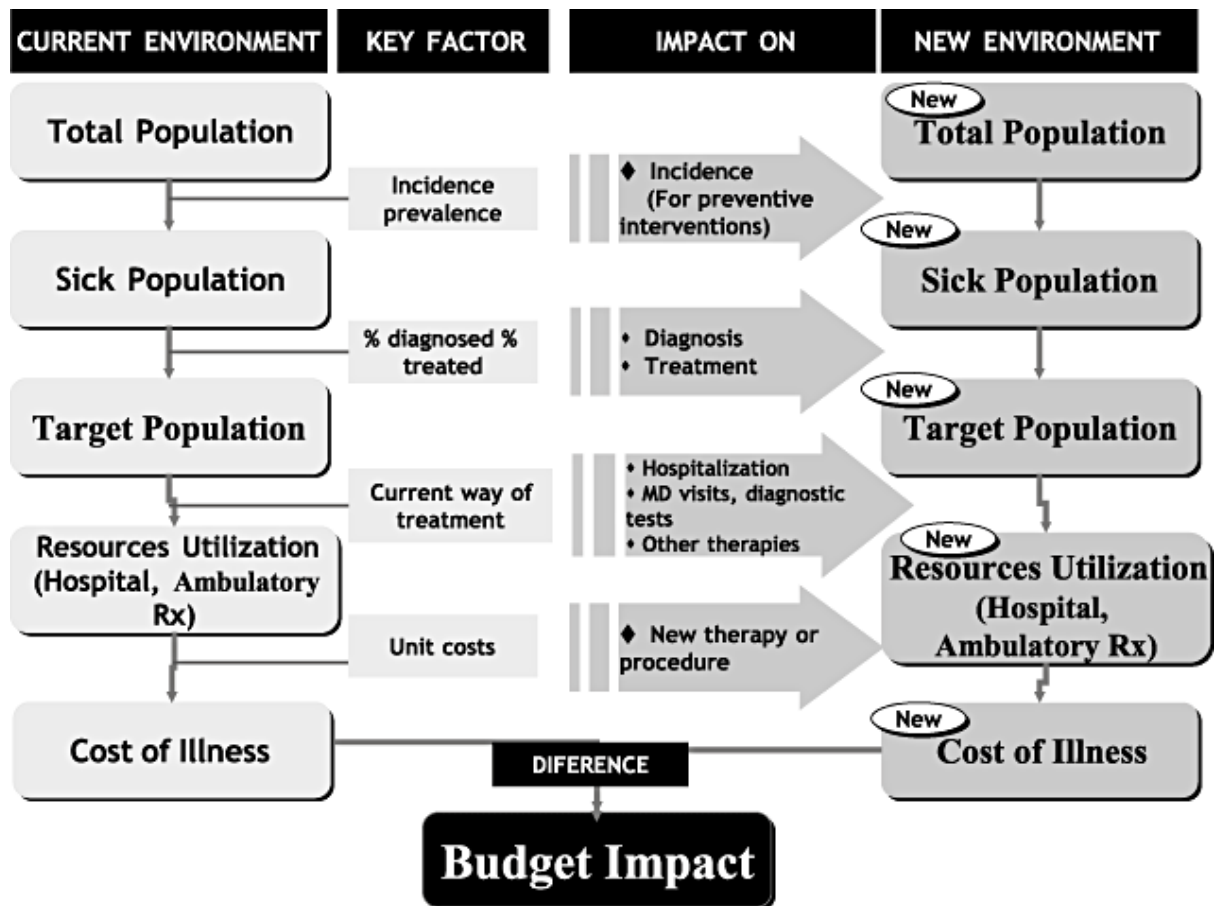 CURRENT ENVIRONMENT
KEY FACTOR
IMPACT ON
NEW ENVIRONMENT
Total Population
New
Total Population
Incidence
prevalence
♦ Incidence
(For preventive
interventions)
Sick Population
New
Sick Population
% diagnosed %
treated
♦ Diagnosis
♦ Treatment
Target Population
New
Target Population
Current way of
treatment
♦ Hospitalization
♦ MD visits, diagnostic
tests
♦ Other therapies
Resources Utilization
(Hospital, Ambulatory
Rx)
New
Resources Utilization
(Hospital,
Ambulatory Rx)
Unit costs
♦ New therapy or
procedure
Cost of Illness
New
Cost of Illness
DIFERENCE
Budget Impact